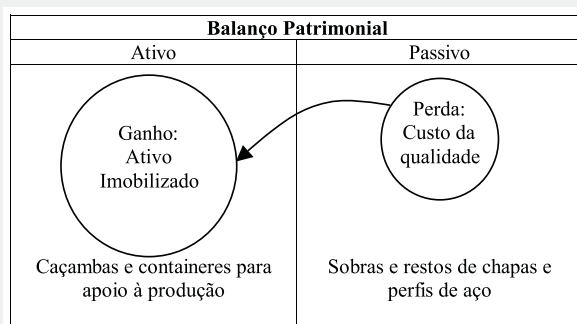 Balanço Patrimonial
Ativo
Passivo
Ganho:
Ativo
Imobilizado
Perda:
Custo da
qualidade
Caçambas e containeres para
apoio à produção
Sobras e restos de chapas e
perfis de aço